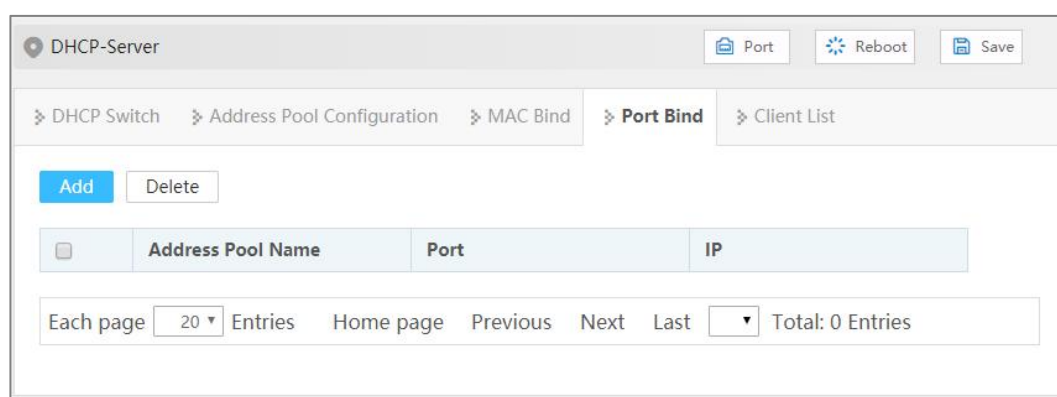 DHCP-Server Port Reboot Save
DHCP Switch Address Pool Configuration MAC Bind Port Bind Client List
Add Delete
Address Pool Name Port IP
Each page 20 Entries Home page Previous Next Last Total: 0 Entries